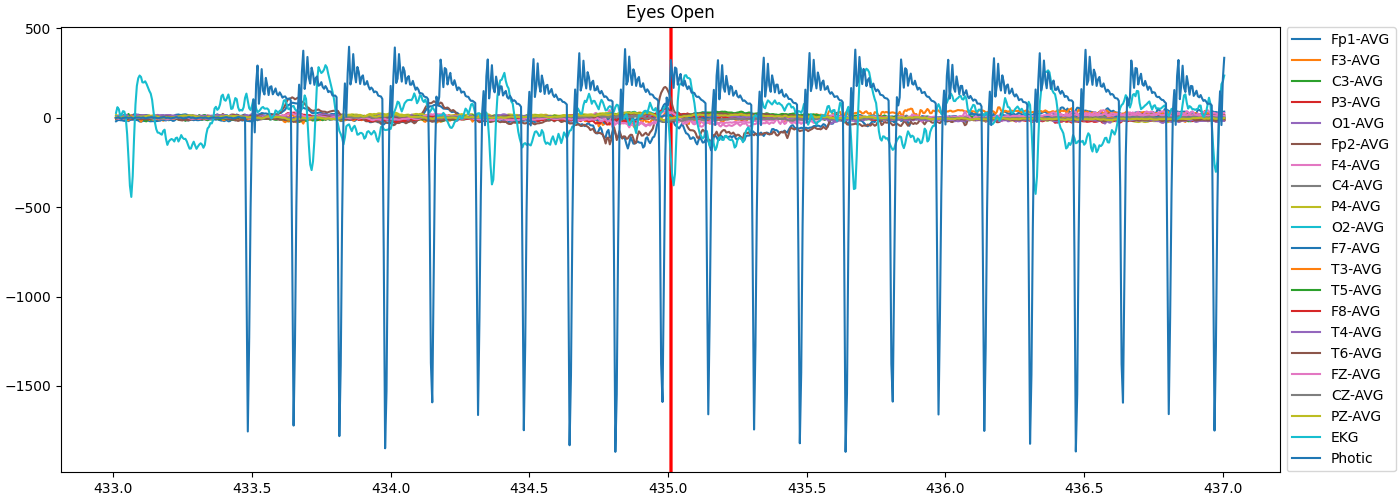 Eyes Open
500
0
−500
−1000
−1500
433.0 433.5 434.0 434.5 435.0 435.5 436.0 436.5 437.0
Fp1-AVG
F3-AVG
C3-AVG
P3-AVG
O1-AVG
Fp2-AVG
F4-AVG
C4-AVG
P4-AVG
O2-AVG
F7-AVG
T3-AVG
T5-AVG
F8-AVG
T4-AVG
T6-AVG
FZ-AVG
CZ-AVG
PZ-AVG
EKG
Photic